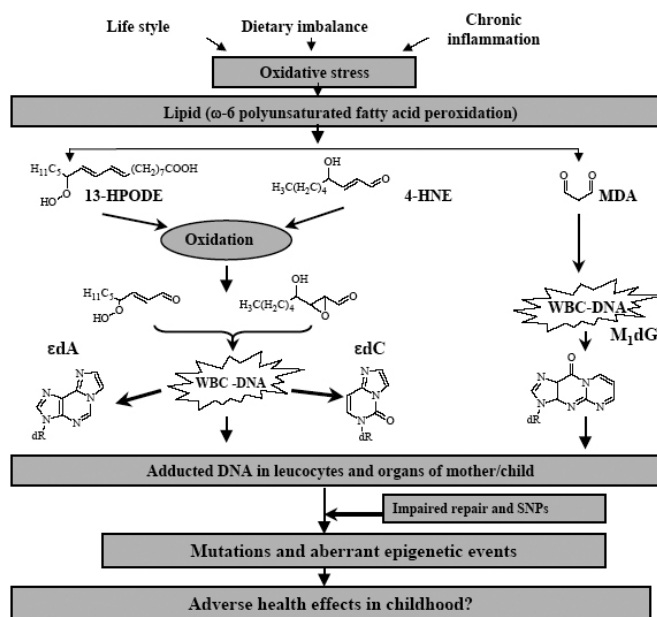 Life style
Dietary imbalance
Chronic
inflammation
Oxidative stress
Lipid (ω-6 polyunsaturated fatty acid peroxidation)
H₁₁C₅
(CH₂)₇COOH
O
HO
13-HPODE
OH
H₃C(H₂C)₄
O
4-HNE
O O
MDA
Oxidation
H₁₁C₅
O
O
HO
OH
H₃C(H₂C)₄
O
O
WBC-DNA
M₁dG
εdA
WBC -DNA
εdC
N
N
N
N
N
dR
N
N
N
O
dR
O
N
N
N
N
N
dR
Adducted DNA in leucocytes and organs of mother/child
Impaired repair and SNPs
Mutations and aberrant epigenetic events
Adverse health effects in childhood?